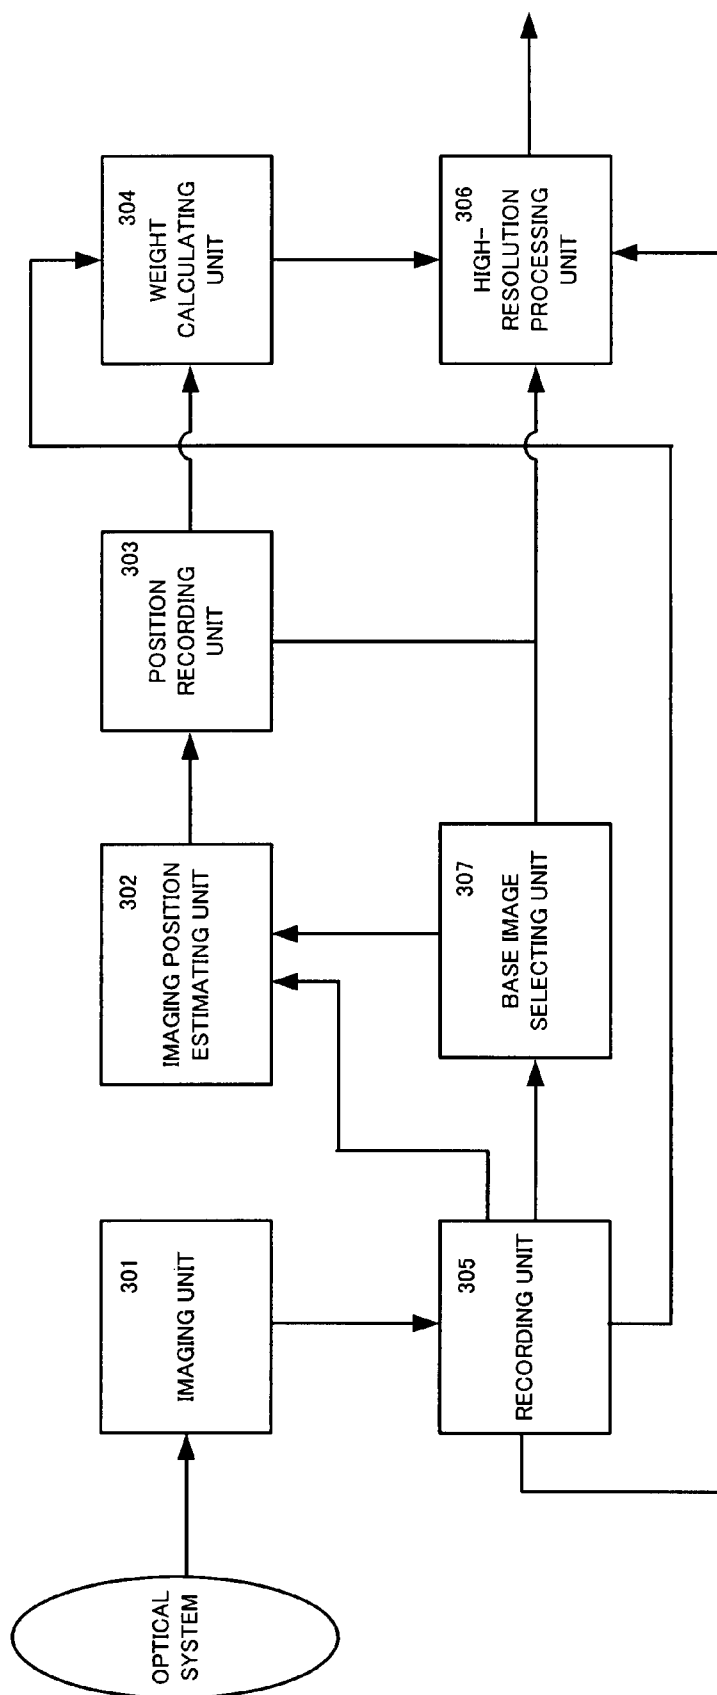 OPTICAL
SYSTEM
301
IMAGING UNIT
302
IMAGING POSITION
ESTIMATING UNIT
303
POSITION
RECORDING
UNIT
304
WEIGHT
CALCULATING
UNIT
305
RECORDING UNIT
307
BASE IMAGE
SELECTING UNIT
306
HIGH-
RESOLUTION
PROCESSING
UNIT